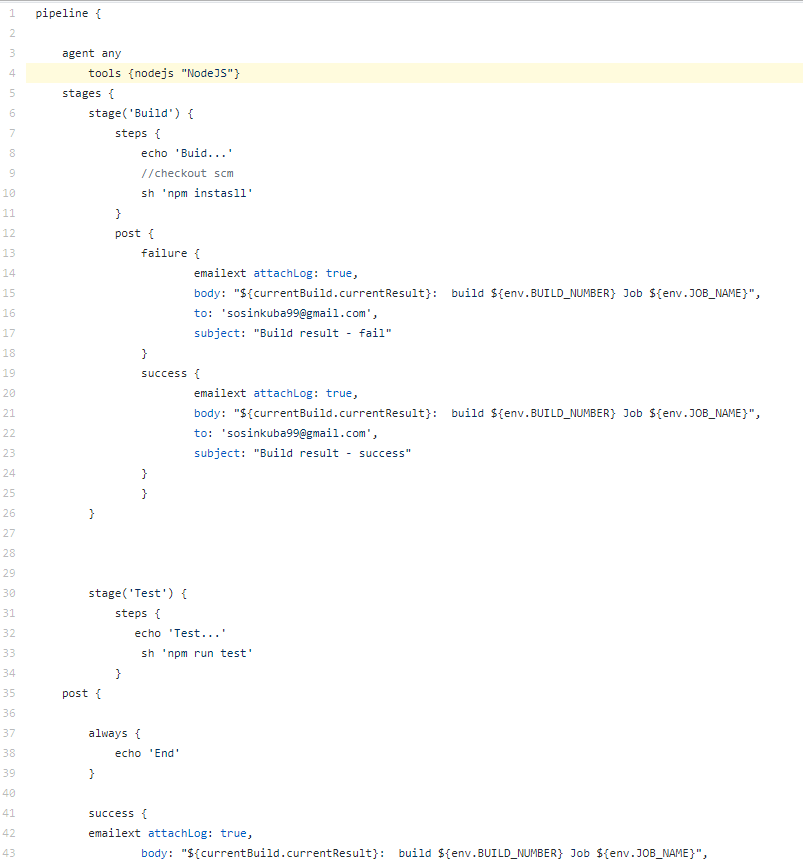 1 pipeline {
2
3 agent any
4 tools {nodejs "NodeJS"}
5 stages {
6 stage('Build') {
7 steps {
8 echo 'Buid...'
9 //checkout scm
10 sh 'npm instasll'
11 }
12 post {
13 failure {
14 emailext attachLog: true,
15 body: "${currentBuild.currentResult}:  build ${env.BUILD_NUMBER} Job ${env.JOB_NAME}",
16 to: 'sosinkuba99@gmail.com',
17 subject: "Build result - fail"
18 }
19 success {
20 emailext attachLog: true,
21 body: "${currentBuild.currentResult}:  build ${env.BUILD_NUMBER} Job ${env.JOB_NAME}",
22 to: 'sosinkuba99@gmail.com',
23 subject: "Build result - success"
24 }
25 }
26 }
27
28
29
30 stage('Test') {
31 steps {
32 echo 'Test...'
33 sh 'npm run test'
34 }
35 post {
36
37 always {
38 echo 'End'
39 }
40
41 success {
42 emailext attachLog: true,
43 body: "${currentBuild.currentResult}:  build ${env.BUILD_NUMBER} Job ${env.JOB_NAME}",